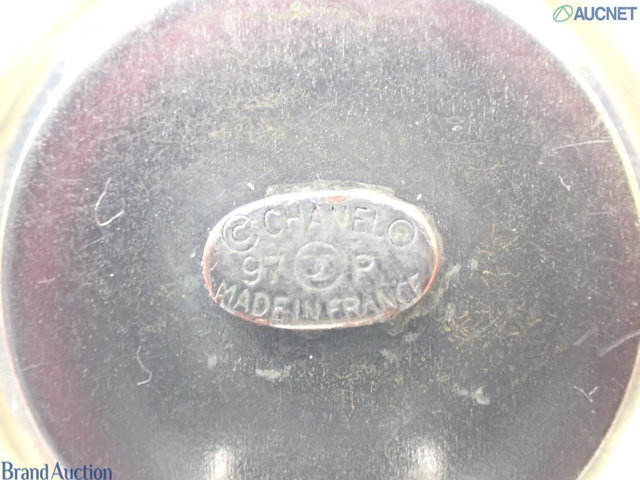 AUCNET
© CHANEL ®
97 P
MADE IN FRANCE
Brand Auction